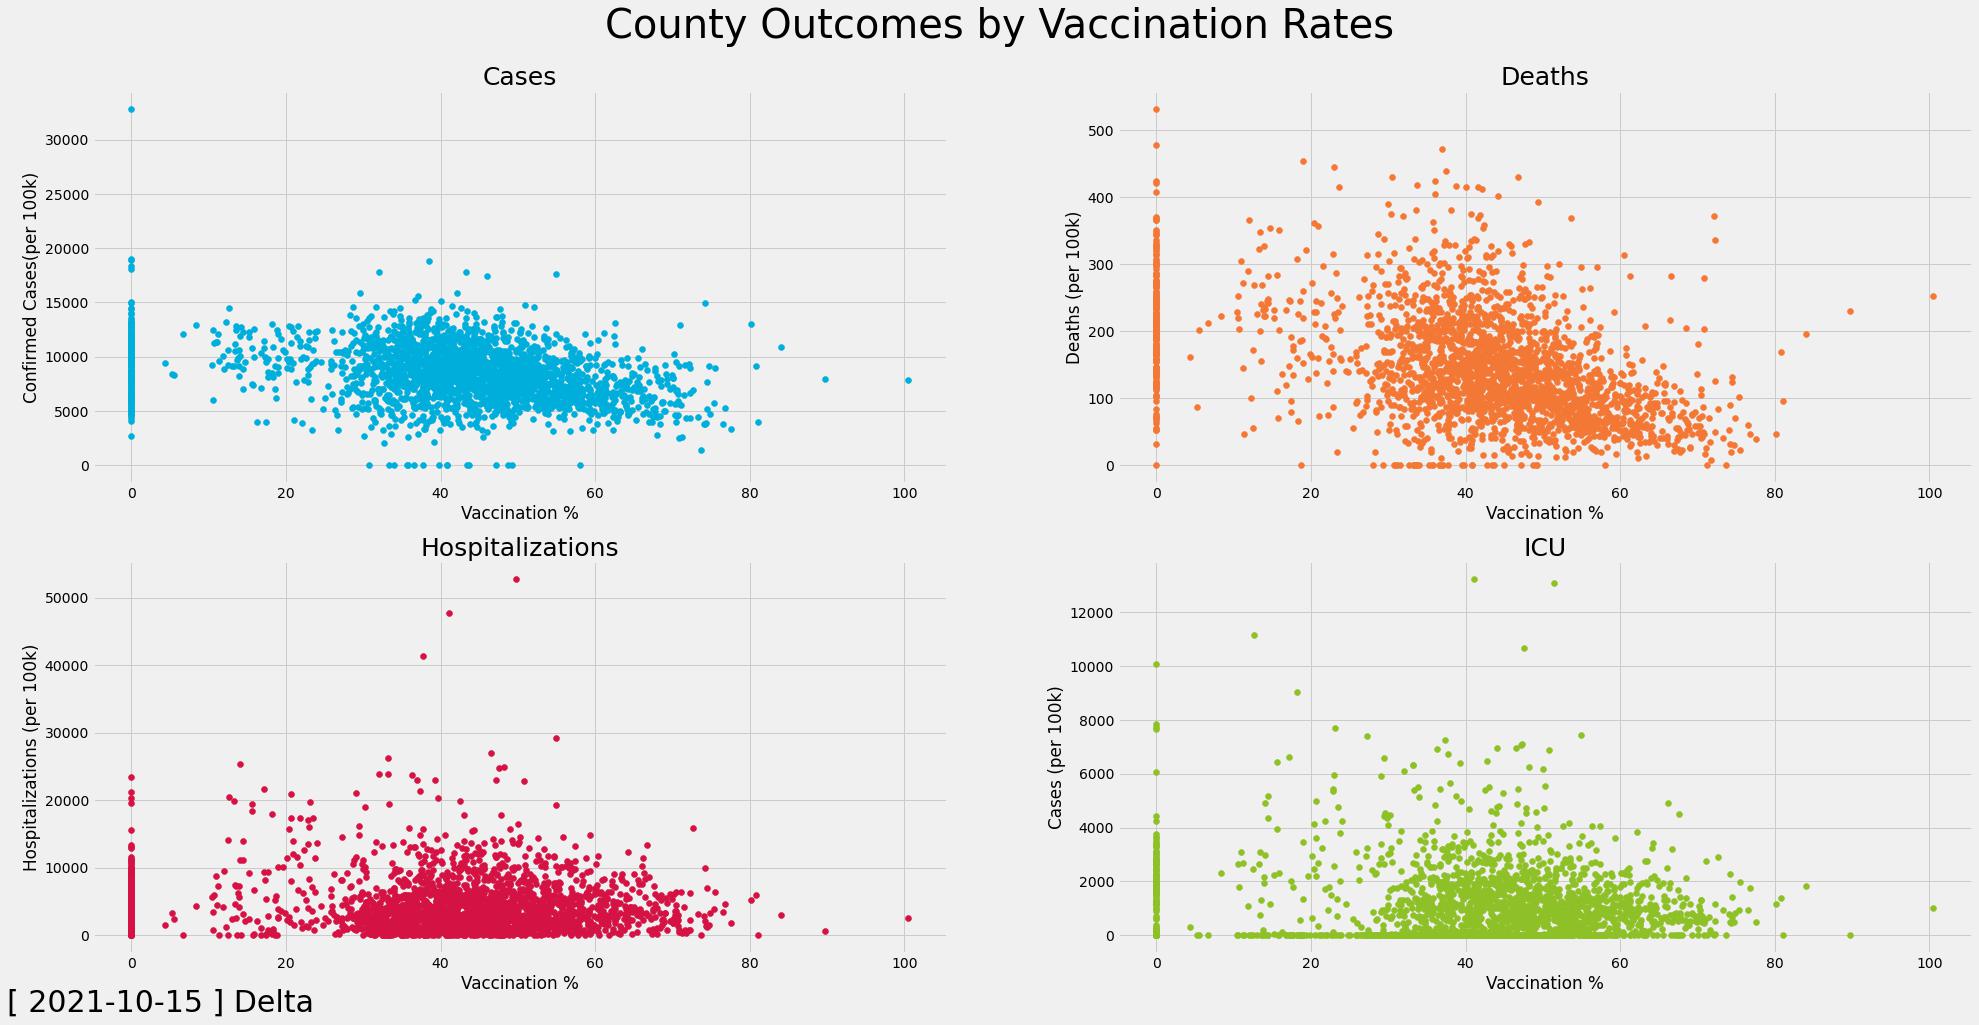 County Outcomes by Vaccination Rates
Cases
Confirmed Cases(per 100k)
30000
25000
20000
15000
10000
5000
0
0 20 40 60 80 100
Vaccination %
Deaths
Deaths (per 100k)
500
400
300
200
100
0
0 20 40 60 80 100
Vaccination %
Hospitalizations
Hospitalizations (per 100k)
50000
40000
30000
20000
10000
0
0 20 40 60 80 100
Vaccination %
ICU
Cases (per 100k)
12000
10000
8000
6000
4000
2000
0
0 20 40 60 80 100
Vaccination %
[ 2021-10-15 ] Delta